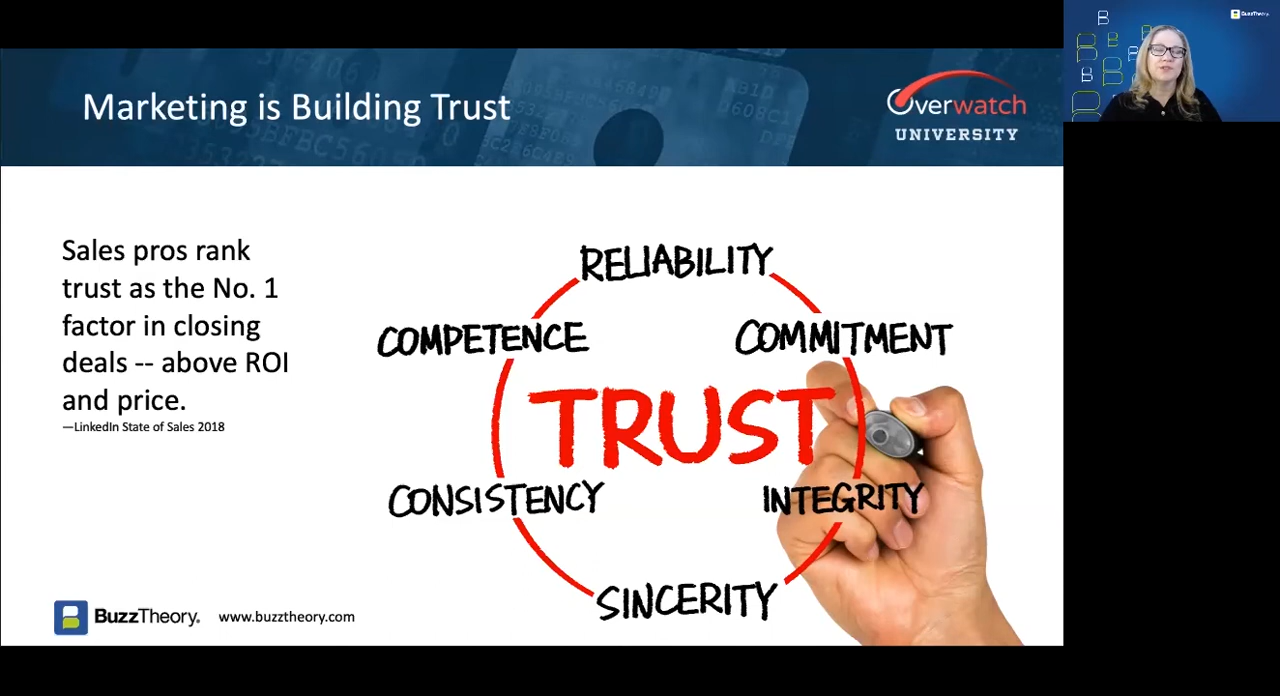 Marketing is Building Trust
Overwatch
UNIVERSITY
BuzzTheory.
Sales pros rank
trust as the No. 1
factor in closing
deals -- above ROI
and price.
—LinkedIn State of Sales 2018
RELIABILITY
COMPETENCE
COMMITMENT
TRUST
CONSISTENCY
INTEGRITY
SINCERITY
BuzzTheory. www.buzztheory.com